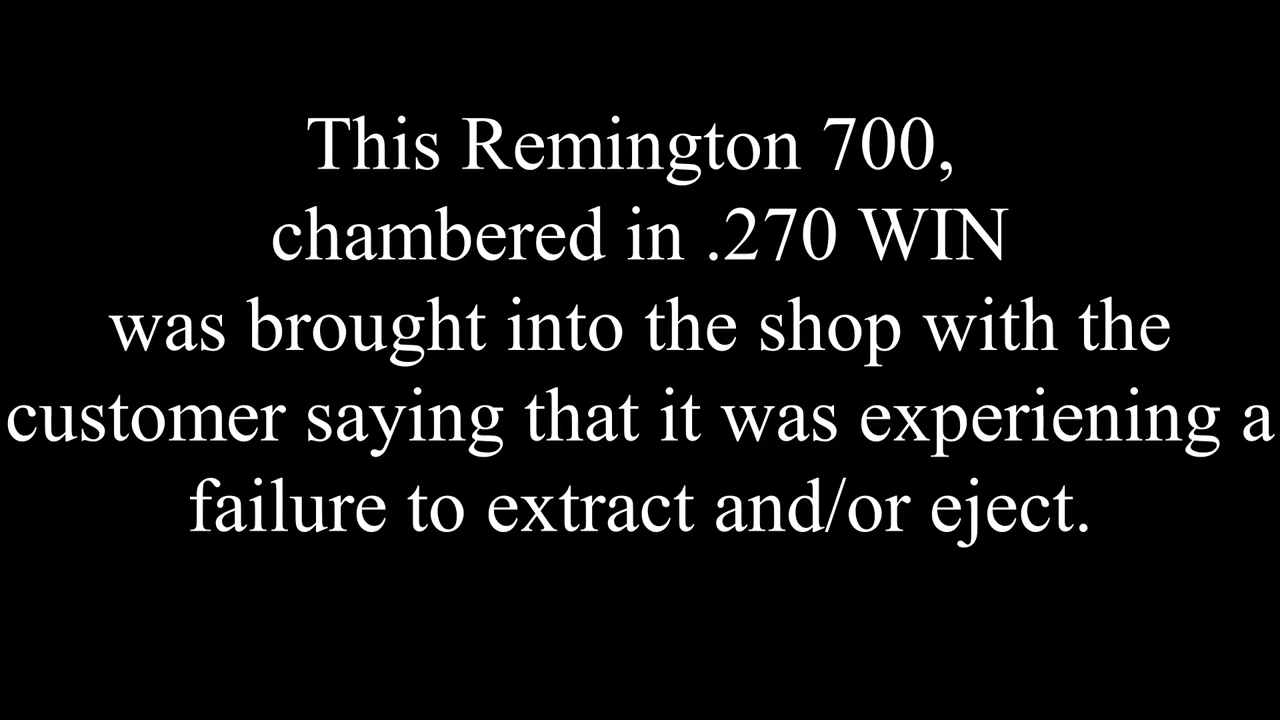 This Remington 700,
chambered in .270 WIN
was brought into the shop with the
customer saying that it was experiening a
failure to extract and/or eject.